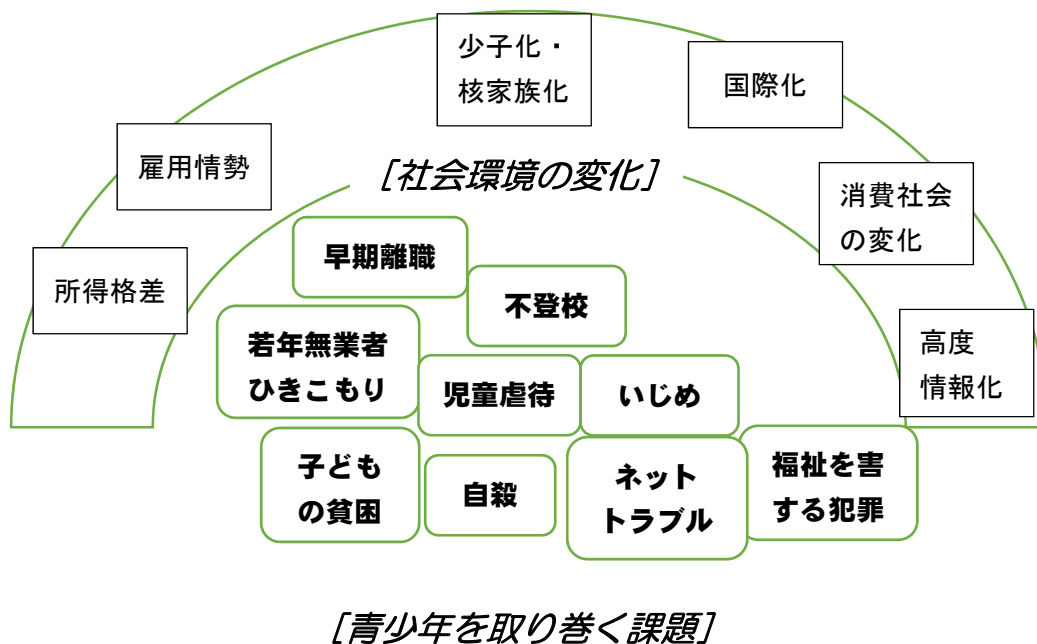 少子化・
核家族化
国際化
雇用情勢
[社会環境の変化]
消費社会
の変化
所得格差
早期離職
不登校
高度
情報化
若年無業者
ひきこもり
児童虐待
いじめ
子ども
の貧困
自殺
ネット
トラブル
福祉を害
する犯罪
[青少年を取り巻く課題]